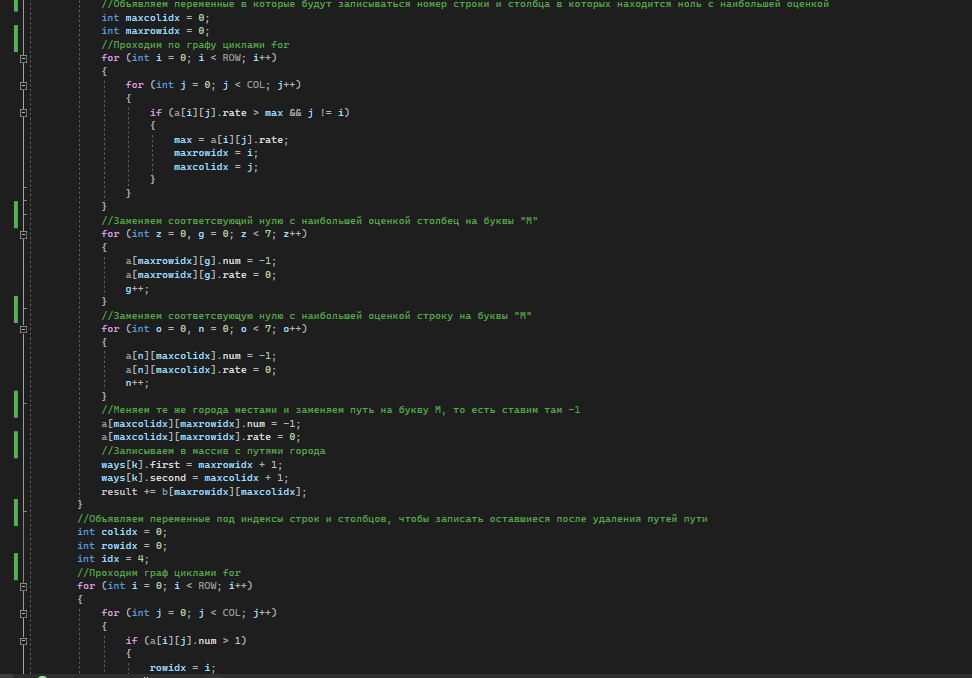 //Объявляем переменные в которые будут записываться номер строки и столбца в которых находится ноль с наибольшей оценкой
int maxcolidx = 0;
int maxrowidx = 0;
//Проходим по графу циклами for
for (int i = 0; i < ROW; i++)
{
for (int j = 0; j < COL; j++)
{
if (a[i][j].rate > max && j != i)
{
max = a[i][j].rate;
maxrowidx = i;
maxcolidx = j;
}
}
}
//Заменяем соответсвующий нулю с наибольшей оценкой столбец на буквы "М"
for (int z = 0, g = 0; z < 7; z++)
{
a[maxrowidx][g].num = -1;
a[maxrowidx][g].rate = 0;
g++;
}
//Заменяем соответсвующую нулю с наибольшей оценкой строку на буквы "М"
for (int o = 0, n = 0; o < 7; o++)
{
a[n][maxcolidx].num = -1;
a[n][maxcolidx].rate = 0;
n++;
}
//Меняем те же города местами и заменяем путь на букву М, то есть ставим там -1
a[maxcolidx][maxrowidx].num = -1;
a[maxcolidx][maxrowidx].rate = 0;
//Записываем в массив с путями города
ways[k].first = maxrowidx + 1;
ways[k].second = maxcolidx + 1;
result += b[maxrowidx][maxcolidx];
}
//Объявляем переменные под индексы строк и столбцов, чтобы записать оставшиеся после удаления путей пути
int colidx = 0;
int rowidx = 0;
int idx = 4;
//Проходим граф циклами for
for (int i = 0; i < ROW; i++)
{
for (int j = 0; j < COL; j++)
{
if (a[i][j].num > 1)
{
rowidx = i;